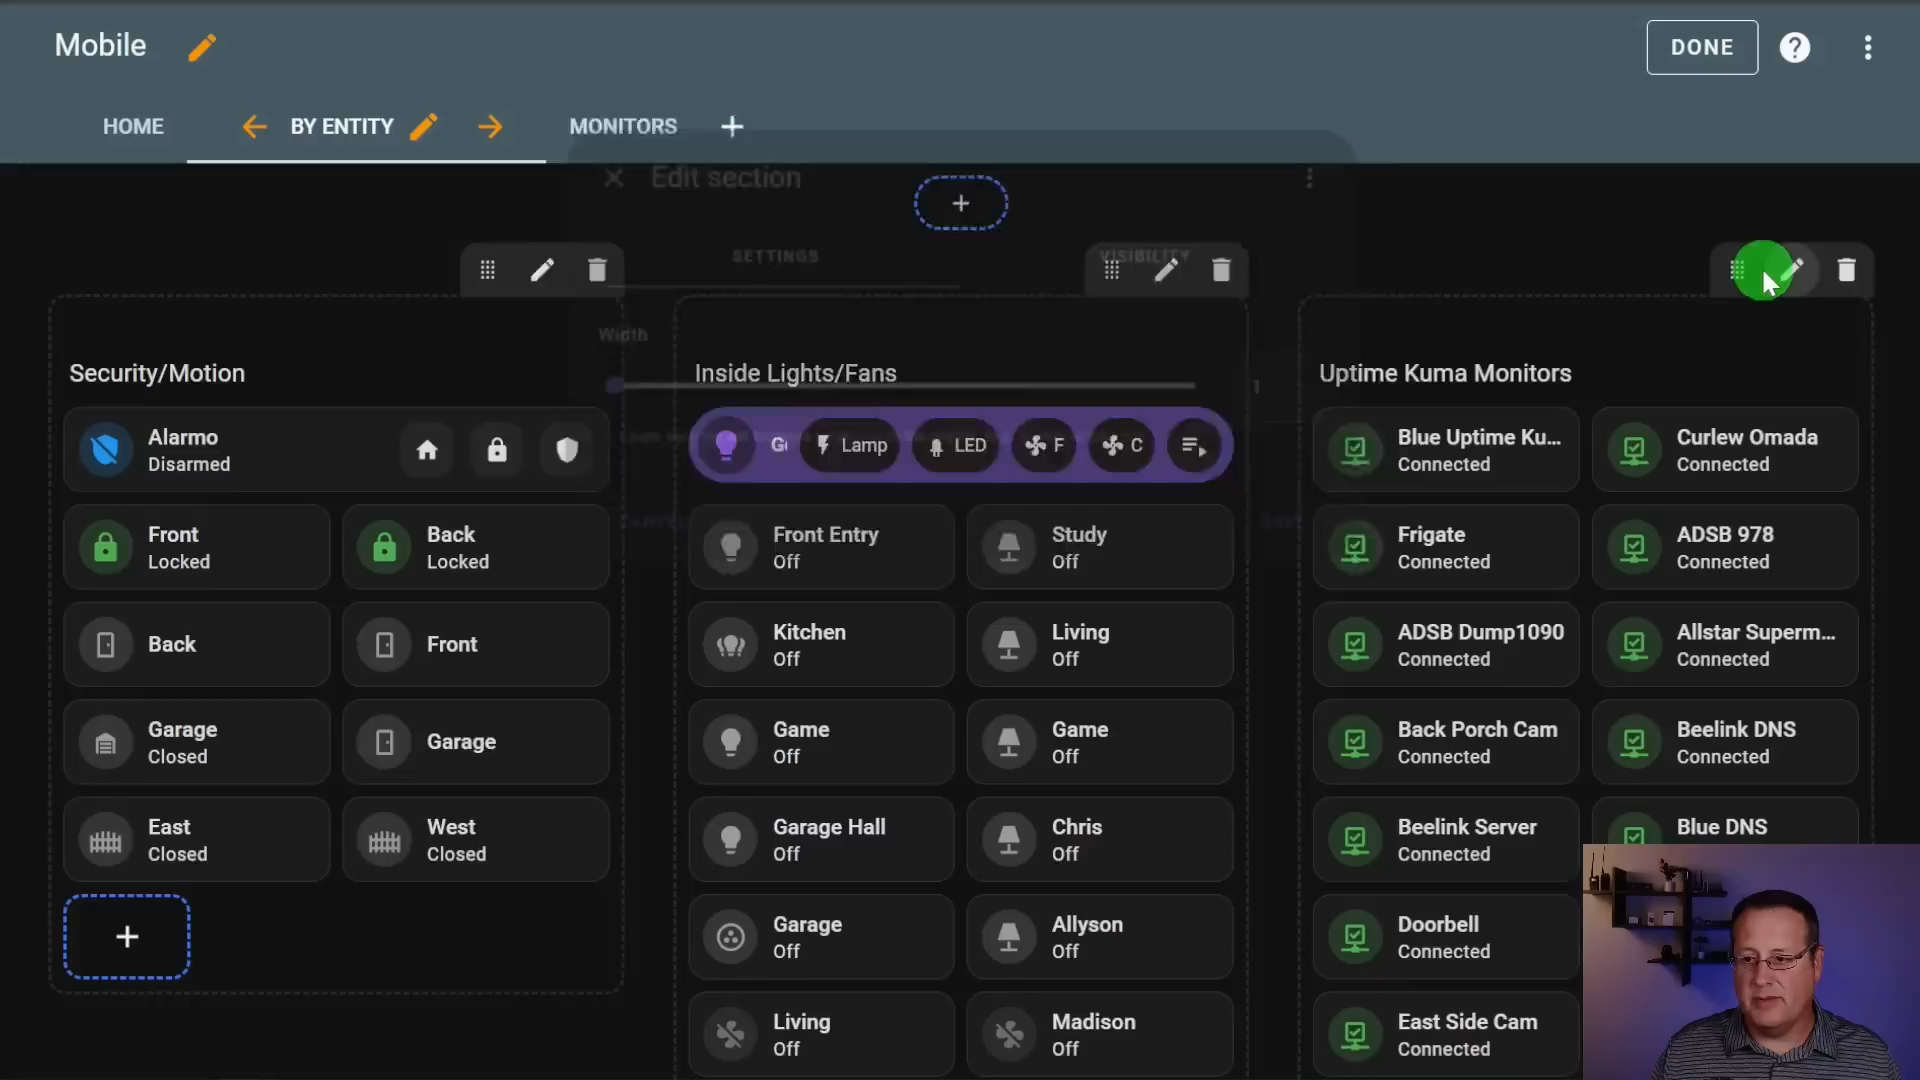 Mobile
DONE
HOME
BY ENTITY
MONITORS
Edit section
SETTINGS
VISIBILITY
Width
Security/Motion
Inside Lights/Fans
Uptime Kuma Monitors
Alarmo
Disarmed
Lamp
LED
F
C
Blue Uptime Ku...
Connected
Curlew Omada
Connected
Front
Locked
Back
Locked
Front Entry
Off
Study
Off
Frigate
Connected
ADSB 978
Connected
Back
Front
Kitchen
Off
Living
Off
ADSB Dump1090
Connected
Allstar Superm...
Connected
Garage
Closed
Garage
Game
Off
Game
Off
Back Porch Cam
Connected
Beelink DNS
Connected
East
Closed
West
Closed
Garage Hall
Off
Chris
Off
Beelink Server
Connected
Blue DNS
Garage
Off
Allyson
Off
Doorbell
Connected
Living
Off
Madison
Off
East Side Cam
Connected